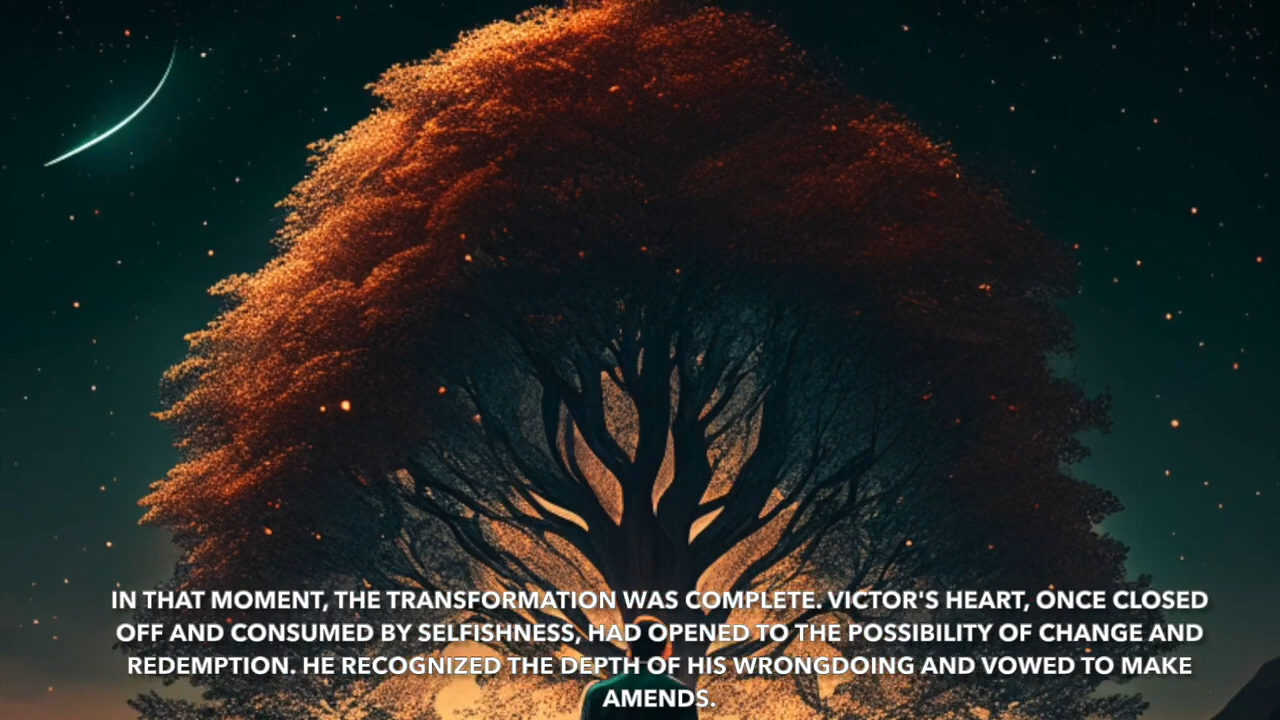 IN THAT MOMENT, THE TRANSFORMATION WAS COMPLETE. VICTOR'S HEART, ONCE CLOSED
OFF AND CONSUMED BY SELFISHNESS, HAD OPENED TO THE POSSIBILITY OF CHANGE AND
REDEMPTION. HE RECOGNIZED THE DEPTH OF HIS WRONGDOING AND VOWED TO MAKE
AMENDS.